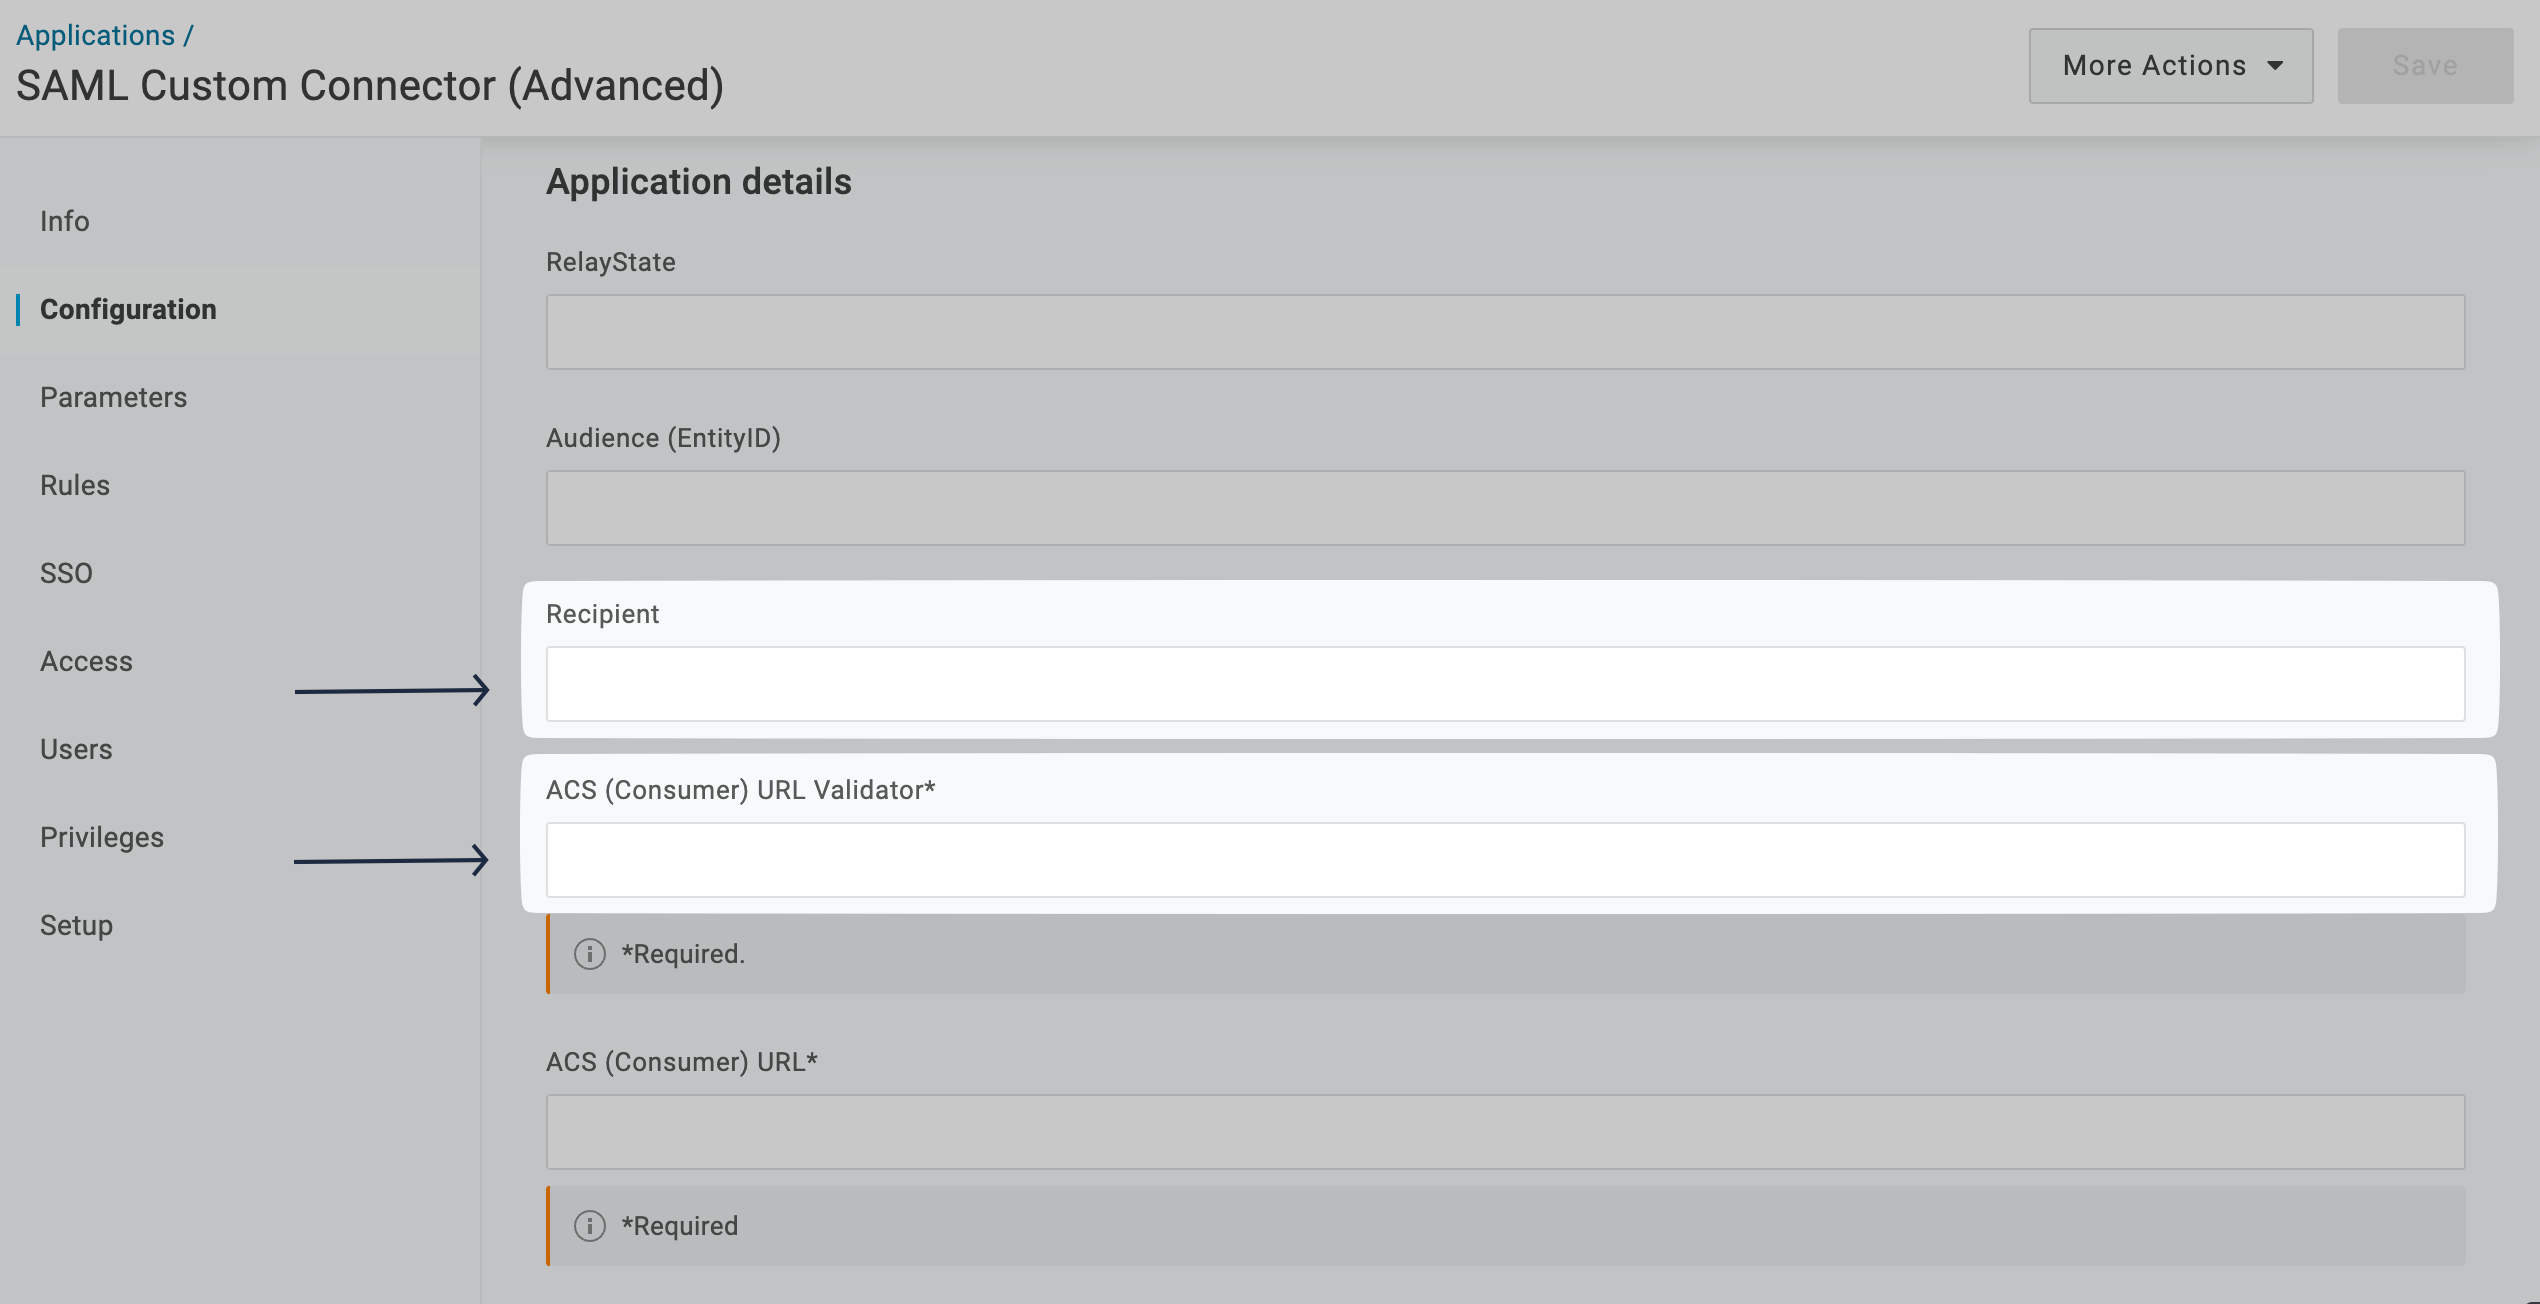 Applications /
SAML Custom Connector (Advanced)
More Actions
Save
Info
Configuration
Parameters
Rules
SSO
Access
Users
Privileges
Setup
Application details
RelayState
Audience (EntityID)
Recipient
ACS (Consumer) URL Validator*
*Required.
ACS (Consumer) URL*
*Required